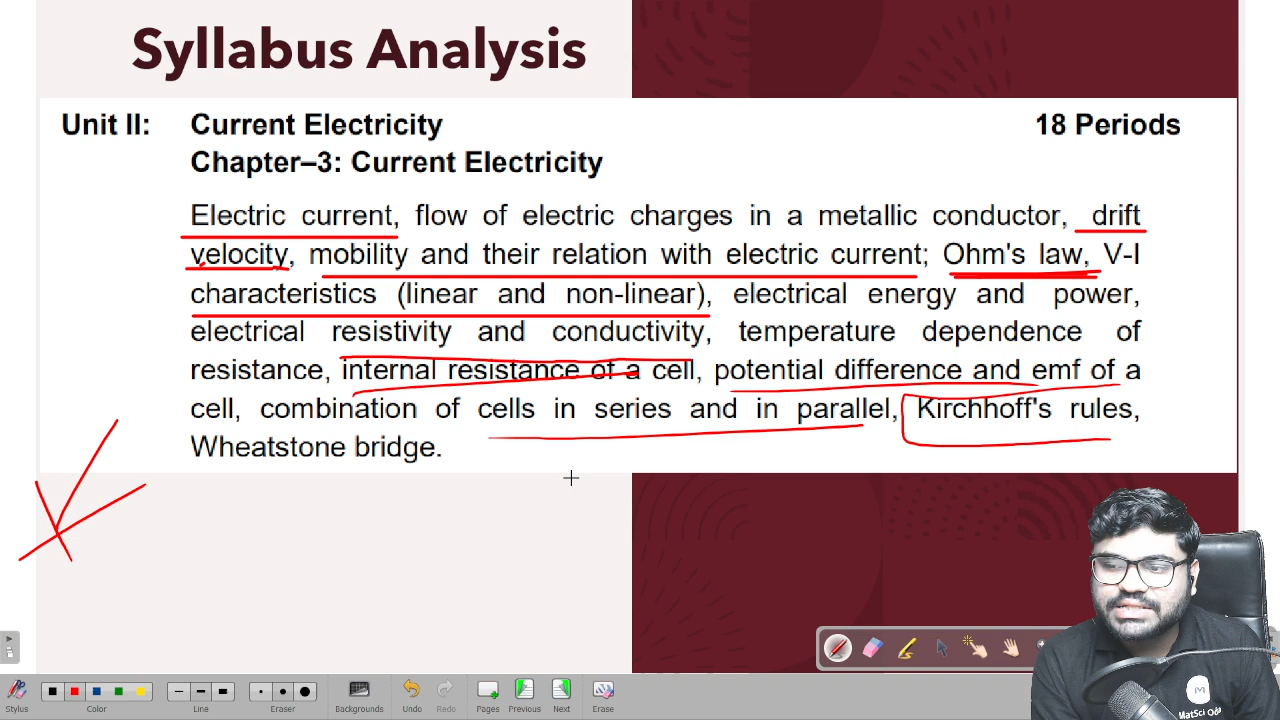 Syllabus Analysis
Unit II: Current Electricity 18 Periods
Chapter–3: Current Electricity
Electric current, flow of electric charges in a metallic conductor, drift
velocity, mobility and their relation with electric current; Ohm's law, V-I
characteristics (linear and non-linear), electrical energy and power,
electrical resistivity and conductivity, temperature dependence of
resistance, internal resistance of a cell, potential difference and emf of a
cell, combination of cells in series and in parallel, Kirchhoff's rules,
Wheatstone bridge.
M
MatSci Odia
Stylus Color Line Eraser Backgrounds Undo Redo Pages Previous Next Erase